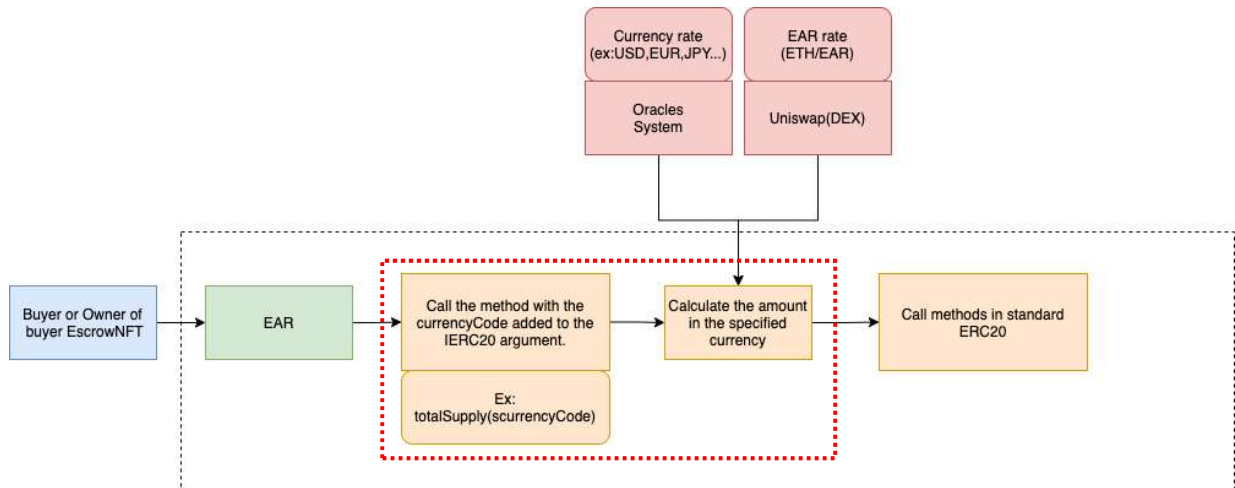 Currency rate
(ex:USD,EUR,JPY...)
EAR rate
(ETH/EAR)
Oracles
System
Uniswap(DEX)
Buyer or Owner of
buyer EscrowNFT
EAR
Call the method with the
currencyCode added to the
IERC20 argument.
Ex:
totalSupply(scurrencyCode)
Calculate the amount
in the specified
currency
Call methods in standard
ERC20